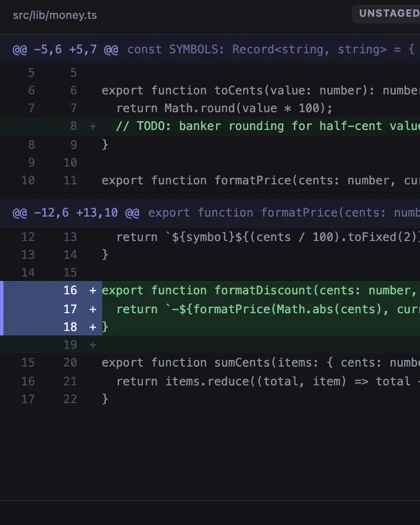 src/lib/money.ts
UNSTAGED
@@ -5,6 +5,7 @@ const SYMBOLS: Record<string, string> = {
5 5
6 6 export function toCents(value: number): number
7 7 return Math.round(value * 100);
8 + // TODO: banker rounding for half-cent valu
8 9 }
9 10
10 11 export function formatPrice(cents: number, cur
@@ -12,6 +13,10 @@ export function formatPrice(cents: numb
12 13 return `${symbol}${(cents / 100).toFixed(2)}
13 14 }
14 15
16 + export function formatDiscount(cents: number,
17 + return `-${formatPrice(Math.abs(cents), curr
18 + }
19 +
15 20 export function sumCents(items: { cents: numbe
16 21 return items.reduce((total, item) => total
17 22 }